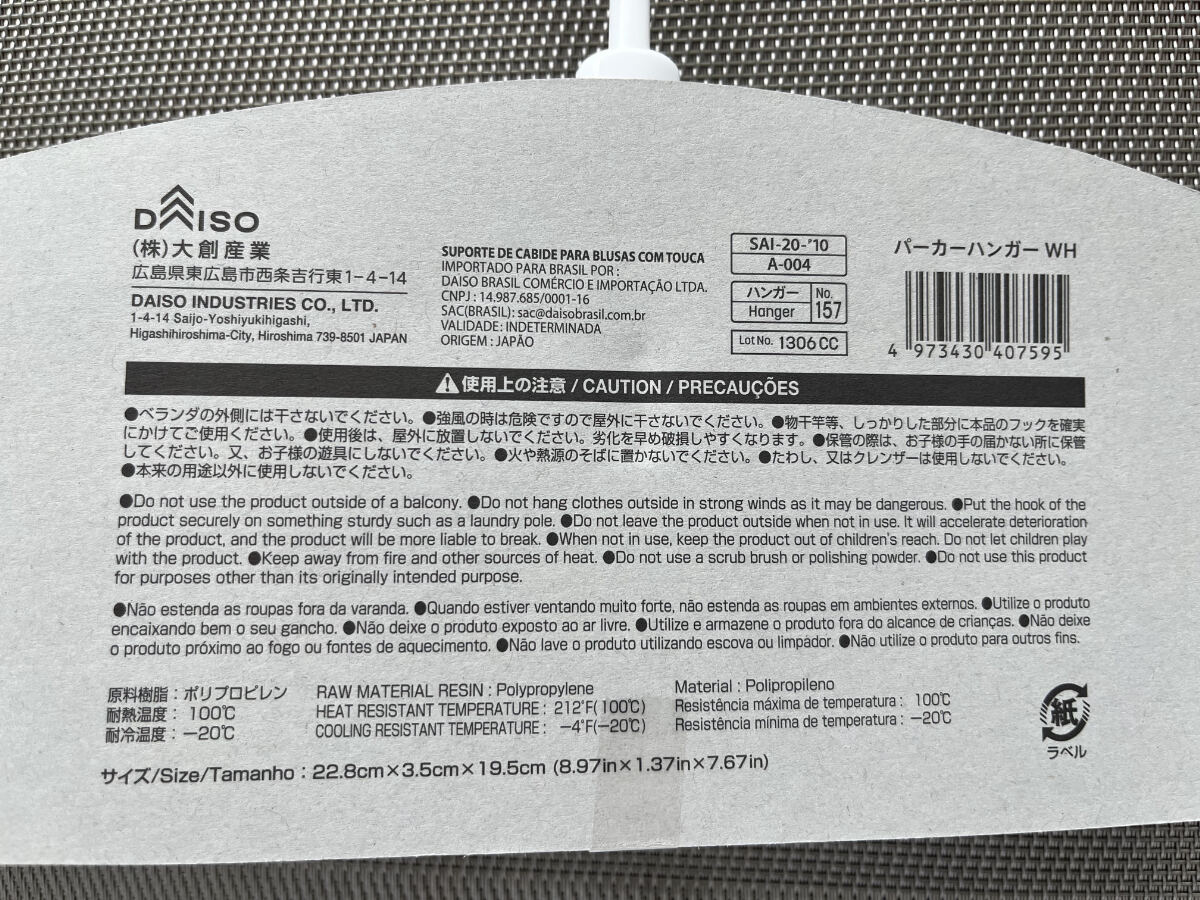 DAISO
(株)大創産業
広島県東広島市西条吉行東1-4-14
DAISO INDUSTRIES CO., LTD.
1-4-14 Saijo-Yoshiyukihigashi,
Higashihiroshima-City, Hiroshima 739-8501 JAPAN
SUPORTE DE CABIDE PARA BLUSAS COM TOUCA
IMPORTADO PARA BRASIL POR :
DAISO BRASIL COMÉRCIO E IMPORTAÇÃO LTDA.
CNPJ : 14.987.685/0001-16
SAC(BRASIL): sac@daisobrasil.com.br
VALIDADE: INDETERMINADA
ORIGEM : JAPÃO
SAI-20-'10
A-004
ハンガー No.
Hanger 157
Lot No. 1306 CC
パーカーハンガー WH
4 973430 407595
⚠使用上の注意 / CAUTION / PRECAUÇÕES
●ベランダの外側には干さないでください。●強風の時は危険ですので屋外に干さないでください。●物干竿等、しっかりした部分に本品のフックを確実
にかけてご使用ください。●使用後は、屋外に放置しないでください。劣化を早め破損しやすくなります。●保管の際は、お子様の手の届かない所に保管
してください。又、お子様の遊具にしないでください。●火や熱源のそばに置かないでください。●たわし、又はクレンザーは使用しないでください。
●本来の用途以外に使用しないでください。
●Do not use the product outside of a balcony. ●Do not hang clothes outside in strong winds as it may be dangerous. ●Put the hook of the
product securely on something sturdy such as a laundry pole. ●Do not leave the product outside when not in use. It will accelerate deterioration
of the product, and the product will be more liable to break. ●When not in use, keep the product out of children's reach. Do not let children play
with the product. ●Keep away from fire and other sources of heat. ●Do not use a scrub brush or polishing powder. ●Do not use this product
for purposes other than its originally intended purpose.
●Não estenda as roupas fora da varanda. ●Quando estiver ventando muito forte, não estenda as roupas em ambientes externos. ●Utilize o produto
encaixando bem o seu gancho. ●Não deixe o produto exposto ao ar livre. ●Utilize e armazene o produto fora do alcance de crianças. ●Não deixe
o produto próximo ao fogo ou fontes de aquecimento. ●Não lave o produto utilizando escova ou limpador. ●Não utilize o produto para outros fins.
原料樹脂 : ポリプロピレン
耐熱温度 : 100℃
耐冷温度 : −20℃
RAW MATERIAL RESIN : Polypropylene
HEAT RESISTANT TEMPERATURE : 212°F(100℃)
COOLING RESISTANT TEMPERATURE : −4°F(−20℃)
Material : Polipropileno
Resistência máxima de temperatura : 100℃
Resistência mínima de temperatura : −20℃
紙
ラベル
サイズ/Size/Tamanho : 22.8cm×3.5cm×19.5cm (8.97in×1.37in×7.67in)